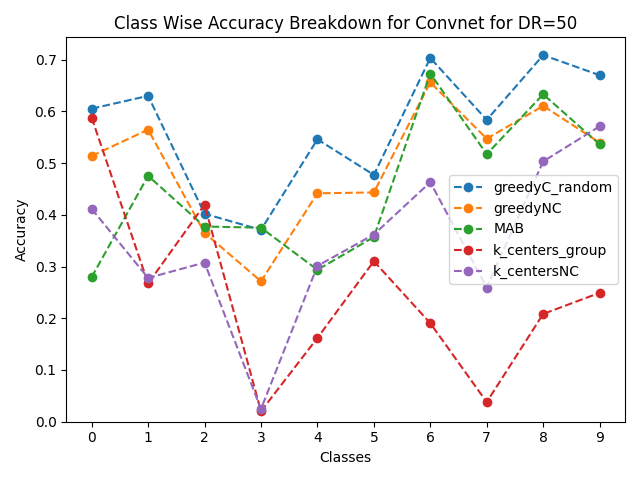 Class Wise Accuracy Breakdown for Convnet for DR=50
0.7
0.6
0.5
0.4
0.3
0.2
0.1
0.0
Accuracy
greedyC_random
greedyNC
MAB
k_centers_group
k_centersNC
0 1 2 3 4 5 6 7 8 9
Classes